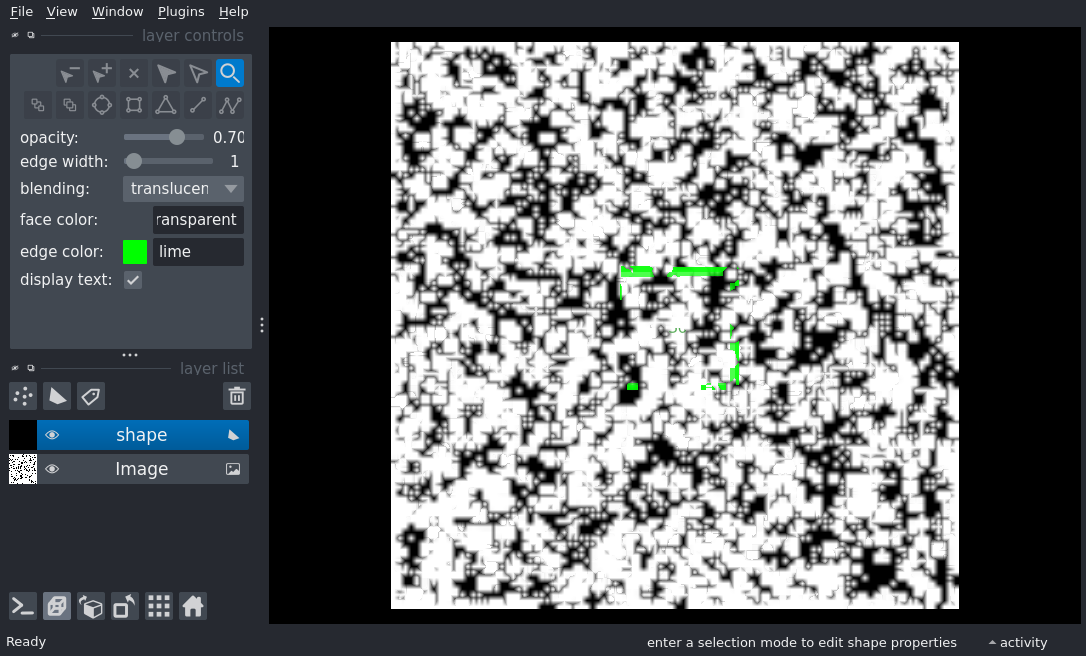 File View Window Plugins Help
layer controls
opacity: 0.70
edge width: 1
blending: translucen
face color: ransparent
edge color: lime
display text:
layer list
shape
Image
Ready
enter a selection mode to edit shape properties
activity